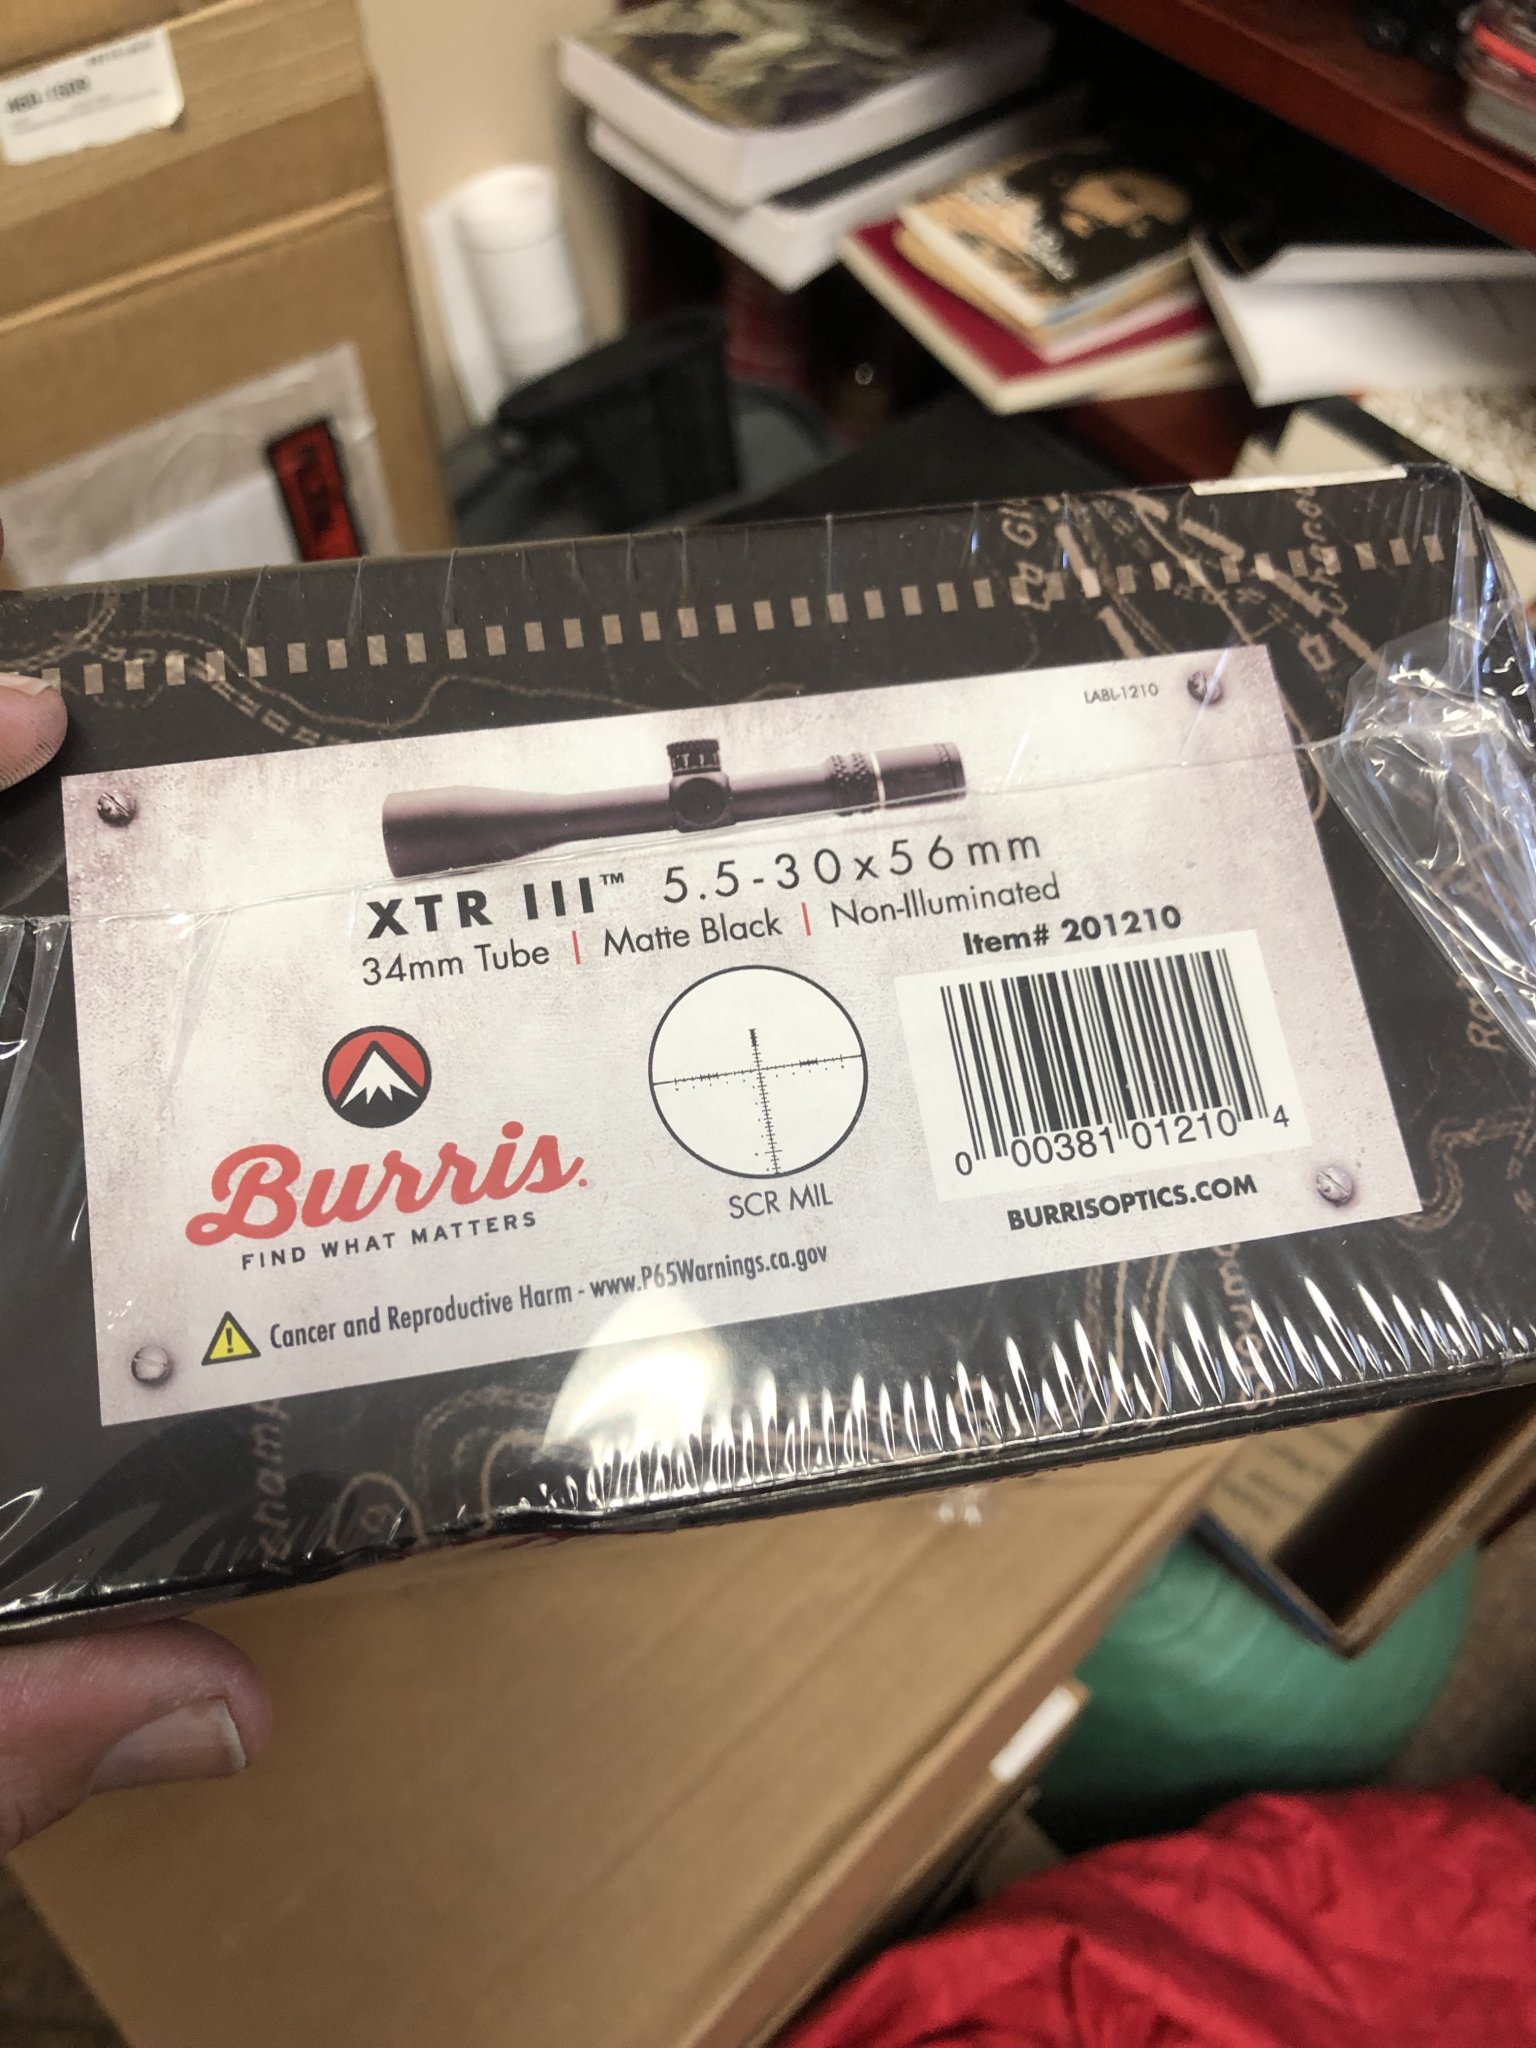 LABL-1210
XTR III™ 5.5-30x56mm
34mm Tube | Matte Black | Non-Illuminated
Item# 201210
0 00381 01210 4
Burris.
FIND WHAT MATTERS
SCR MIL
BURRISOPTICS.COM
Cancer and Reproductive Harm - www.P65Warnings.ca.gov